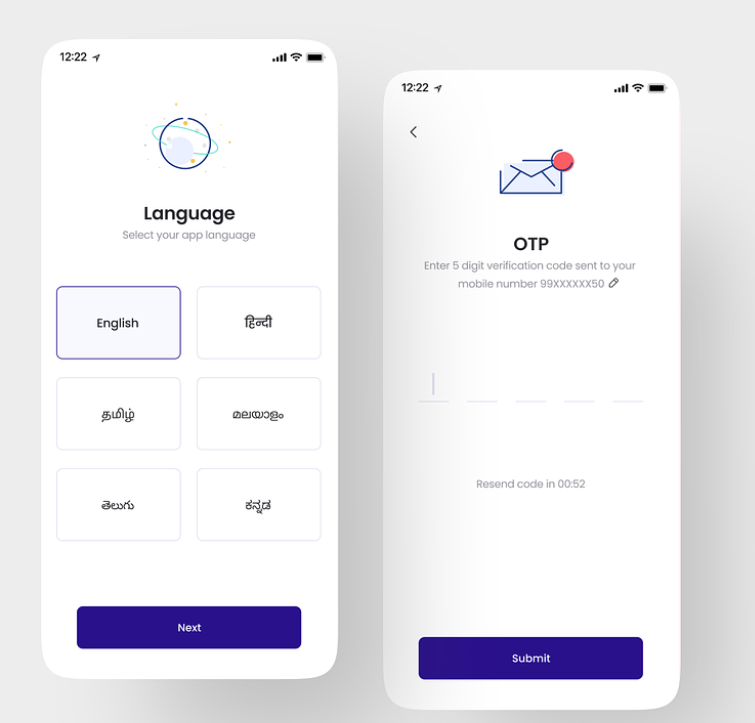 12:22
Language
Select your app language
English
हिन्दी
தமிழ்
മലയാളം
తెలుగు
ಕನ್ನಡ
Next
12:22
OTP
Enter 5 digit verification code sent to your
mobile number 99XXXXXX50
Resend code in 00:52
Submit